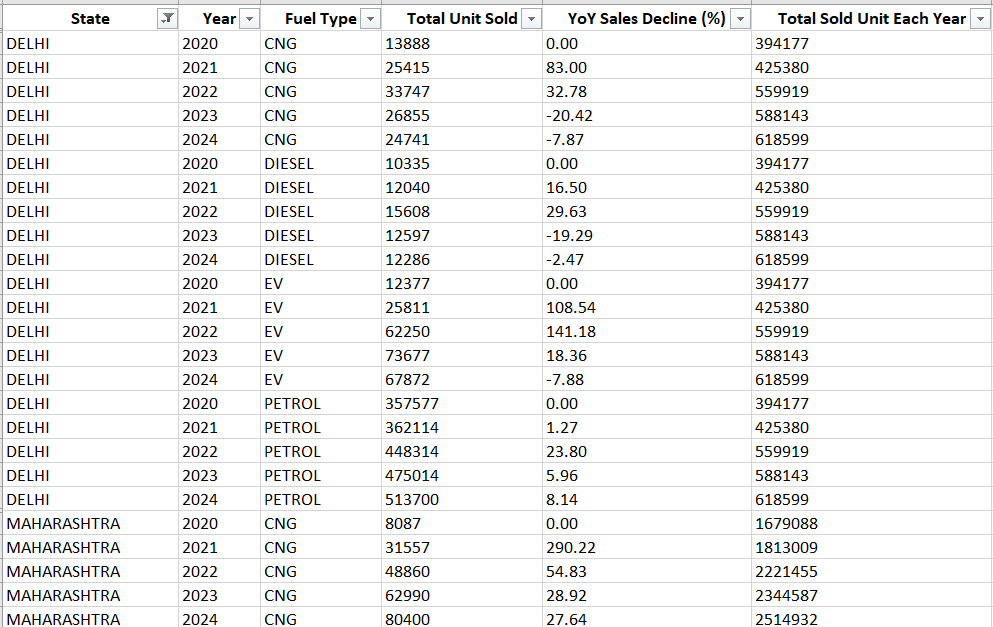 State Year Fuel Type Total Unit Sold YoY Sales Decline (%) Total Sold Unit Each Year
DELHI 2020 CNG 13888 0.00 394177
DELHI 2021 CNG 25415 83.00 425380
DELHI 2022 CNG 33747 32.78 559919
DELHI 2023 CNG 26855 -20.42 588143
DELHI 2024 CNG 24741 -7.87 618599
DELHI 2020 DIESEL 10335 0.00 394177
DELHI 2021 DIESEL 12040 16.50 425380
DELHI 2022 DIESEL 15608 29.63 559919
DELHI 2023 DIESEL 12597 -19.29 588143
DELHI 2024 DIESEL 12286 -2.47 618599
DELHI 2020 EV 12377 0.00 394177
DELHI 2021 EV 25811 108.54 425380
DELHI 2022 EV 62250 141.18 559919
DELHI 2023 EV 73677 18.36 588143
DELHI 2024 EV 67872 -7.88 618599
DELHI 2020 PETROL 357577 0.00 394177
DELHI 2021 PETROL 362114 1.27 425380
DELHI 2022 PETROL 448314 23.80 559919
DELHI 2023 PETROL 475014 5.96 588143
DELHI 2024 PETROL 513700 8.14 618599
MAHARASHTRA 2020 CNG 8087 0.00 1679088
MAHARASHTRA 2021 CNG 31557 290.22 1813009
MAHARASHTRA 2022 CNG 48860 54.83 2221455
MAHARASHTRA 2023 CNG 62990 28.92 2344587
MAHARASHTRA 2024 CNG 80400 27.64 2514932